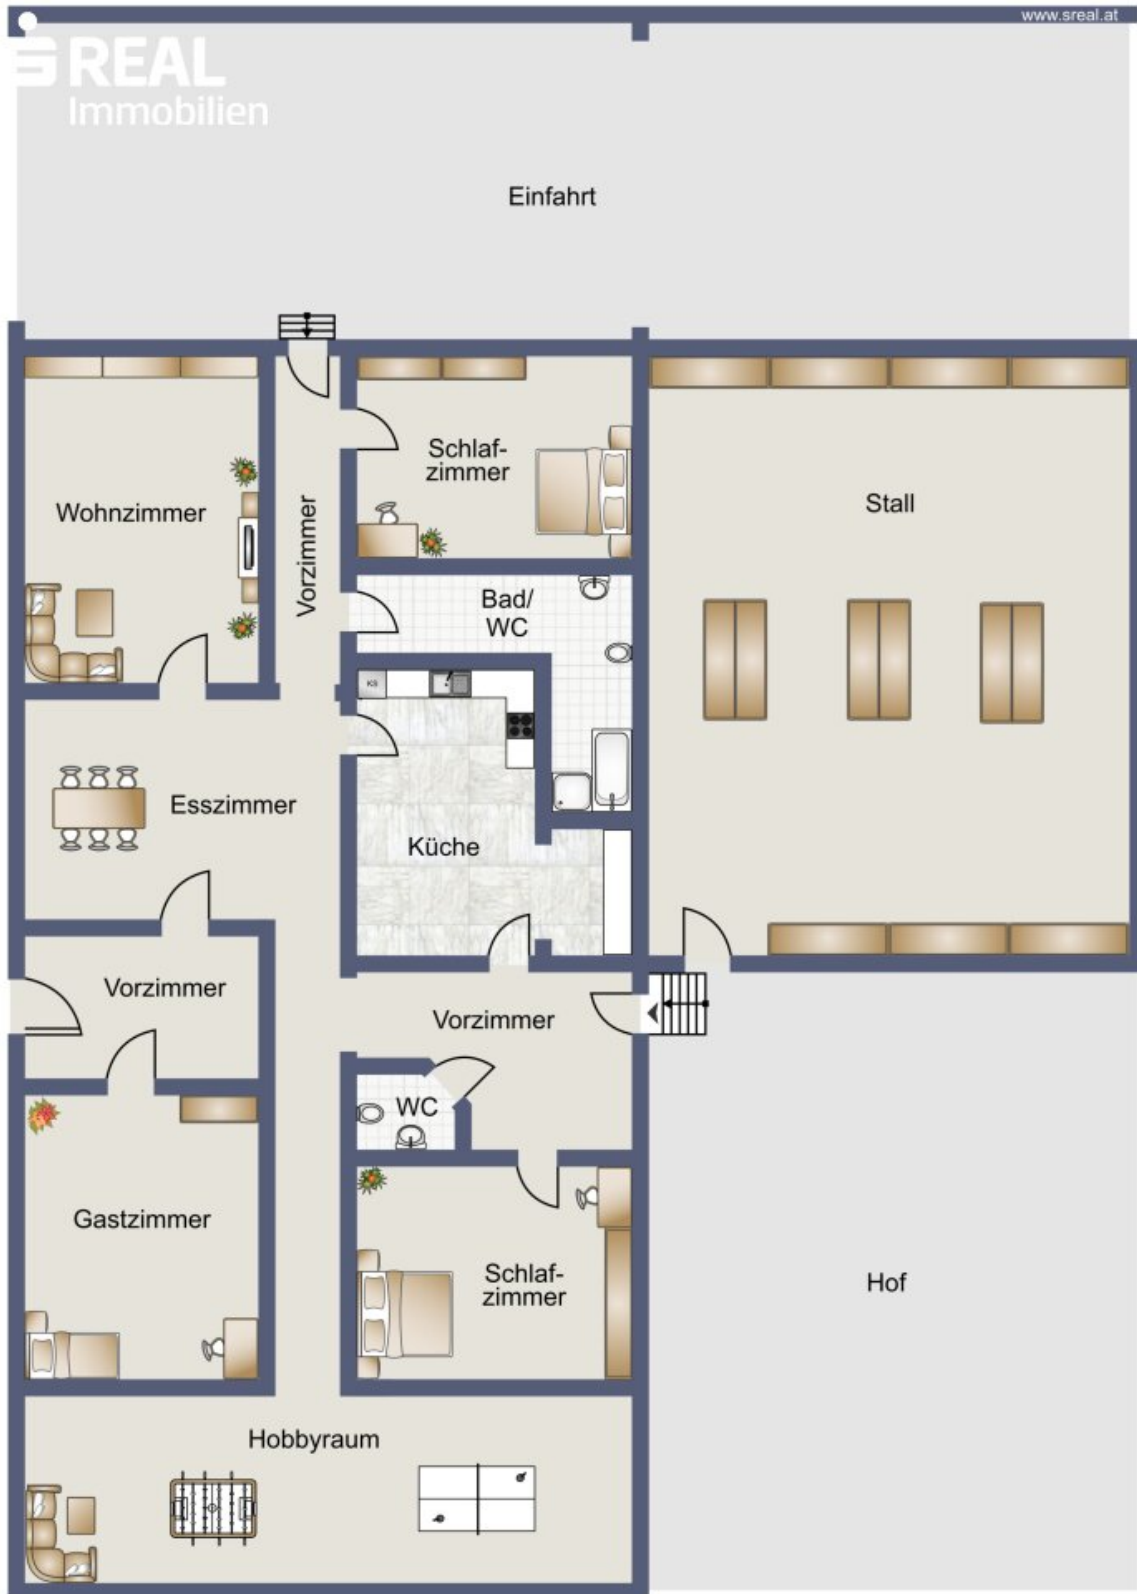 www.sreal.at
S REAL
Immobilien
Einfahrt
Schlaf-
zimmer
Stall
Wohnzimmer
Vorzimmer
Bad/
WC
KS
Esszimmer
Küche
Vorzimmer
Vorzimmer
WC
Gastzimmer
Schlaf-
zimmer
Hof
Hobbyraum